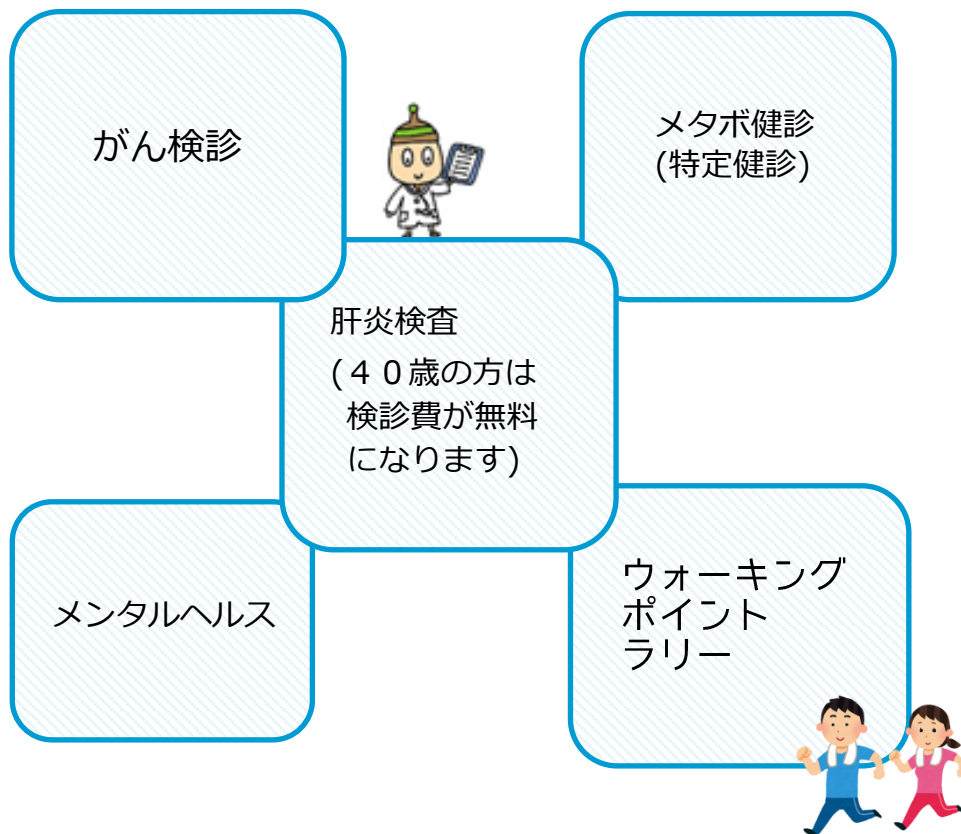 がん検診
メタボ健診
(特定健診)
肝炎検査
(４０歳の方は
検診費が無料
になります)
メンタルヘルス
ウォーキング
ポイント
ラリー